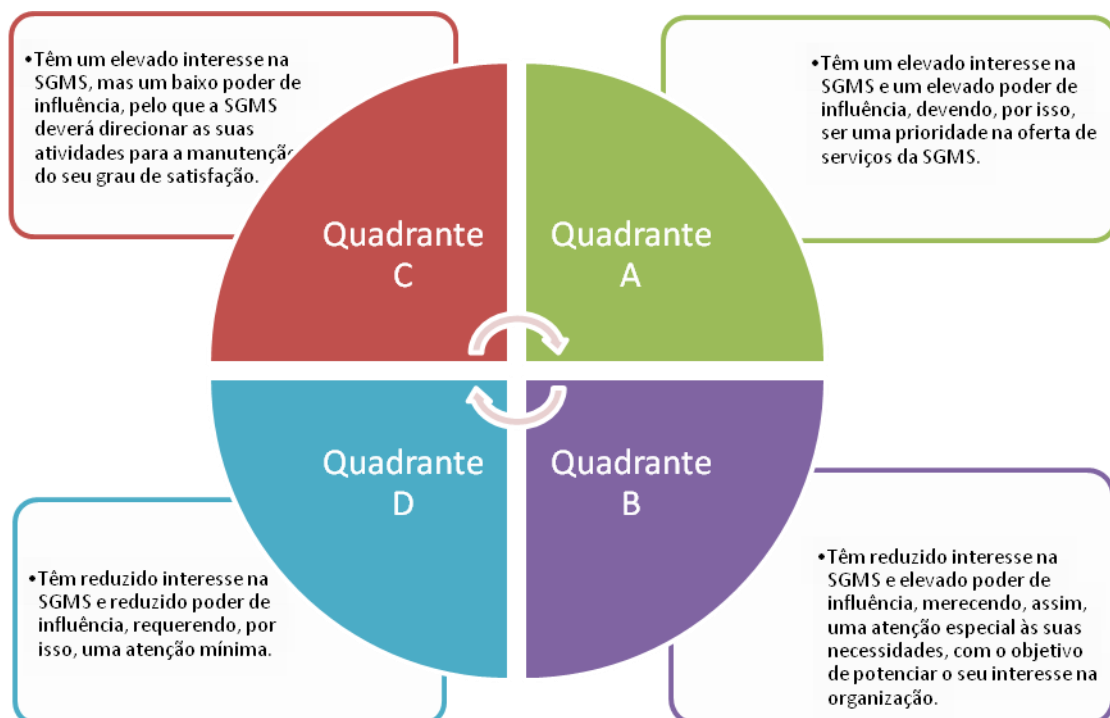 •Têm um elevado interesse na
SGMS, mas um baixo poder de
influência, pelo que a SGMS
deverá direcionar as suas
atividades para a manutenção
do seu grau de satisfação.
•Têm um elevado interesse na
SGMS e um elevado poder de
influência, devendo, por isso,
ser uma prioridade na oferta de
serviços da SGMS.
Quadrante
C
Quadrante
A
Quadrante
D
Quadrante
B
•Têm reduzido interesse na
SGMS e reduzido poder de
influência, requerendo, por
isso, uma atenção mínima.
•Têm reduzido interesse na
SGMS e elevado poder de
influência, merecendo, assim,
uma atenção especial às suas
necessidades, com o objetivo
de potenciar o seu interesse na
organização.